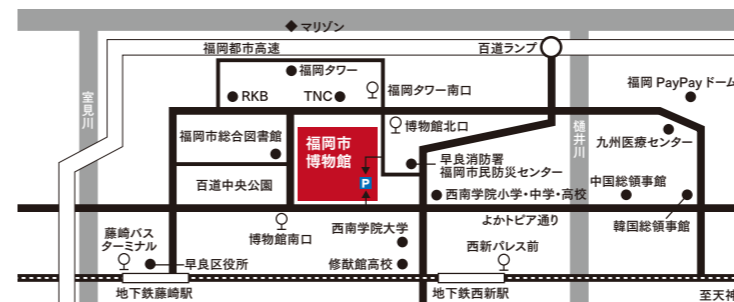 マリゾン
福岡都市高速
百道ランプ
福岡タワー
福岡 PayPay ドーム
RKB
TNC
福岡タワー南口
室見川
博物館北口
樋井川
福岡市総合図書館
福岡市
博物館
九州医療センター
早良消防署
福岡市民防災センター
P
百道中央公園
中国総領事館
西南学院小学・中学・高校
よかトピア通り
韓国総領事館
藤崎バス
ターミナル
博物館南口
西南学院大学
西新パレス前
早良区役所
修猷館高校
地下鉄藤崎駅
地下鉄西新駅
至天神